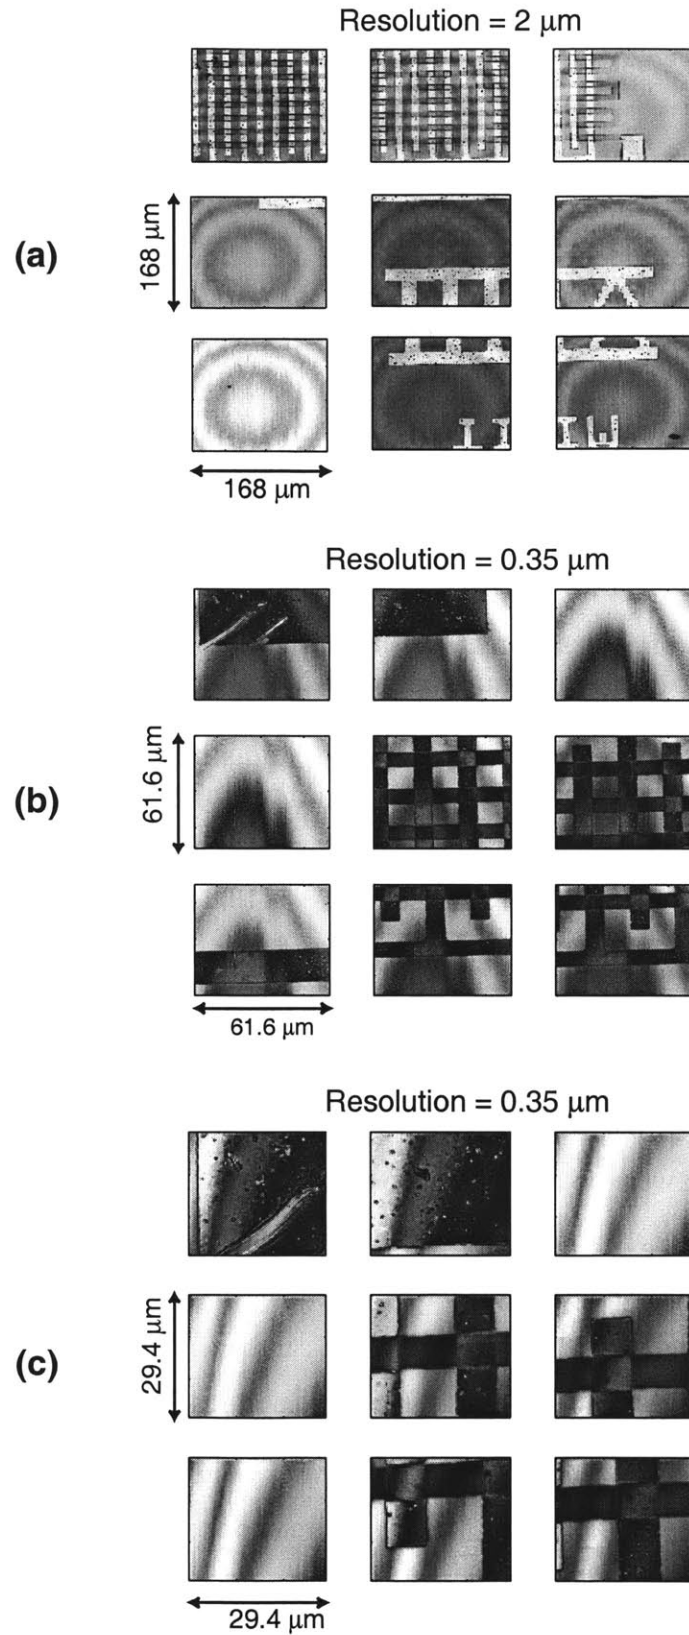 Resolution = 2 μm
(a)
168 μm
168 μm
Resolution = 0.35 μm
(b)
61.6 μm
61.6 μm
Resolution = 0.35 μm
(c)
29.4 μm
29.4 μm